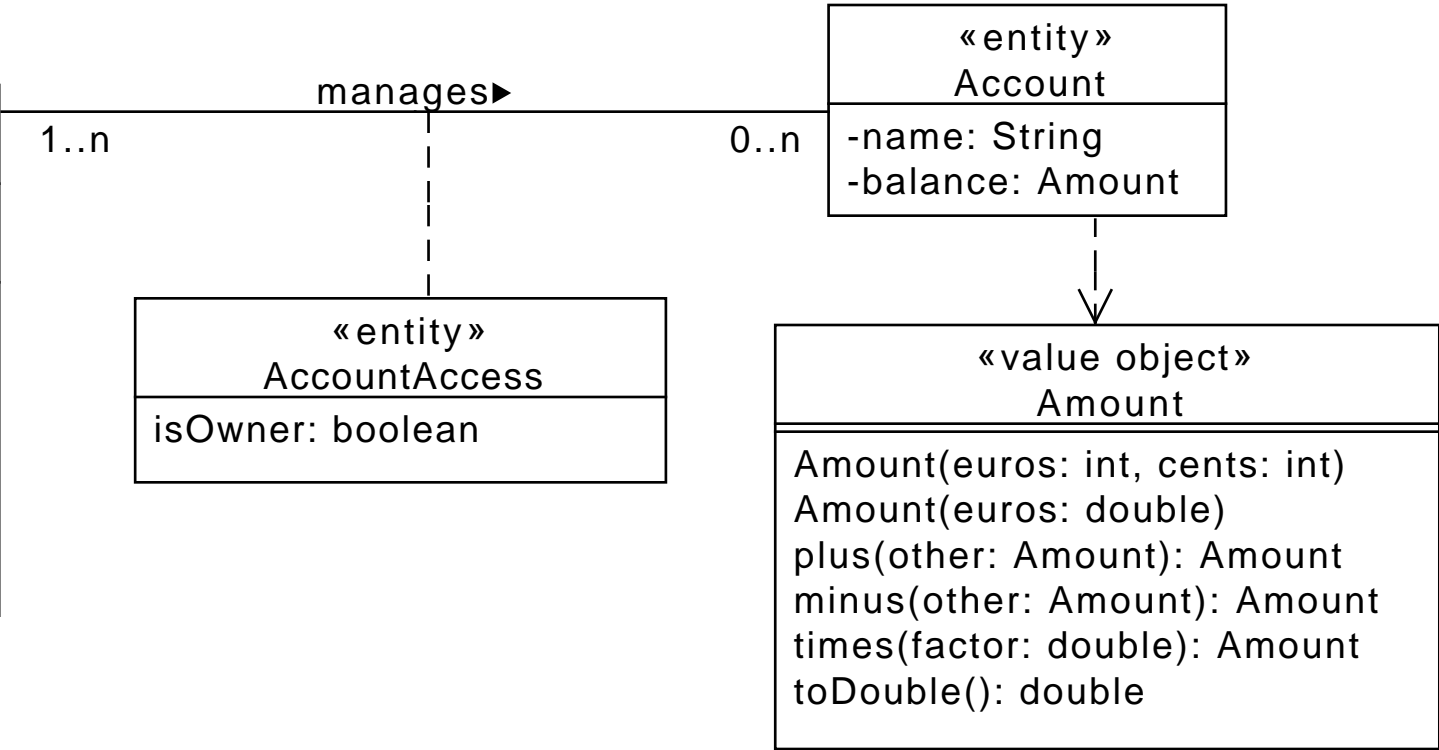 manages▶
1..n
0..n
«entity»
Account
-name: String
-balance: Amount
«entity»
AccountAccess
isOwner: boolean
«value object»
Amount
Amount(euros: int, cents: int)
Amount(euros: double)
plus(other: Amount): Amount
minus(other: Amount): Amount
times(factor: double): Amount
toDouble(): double